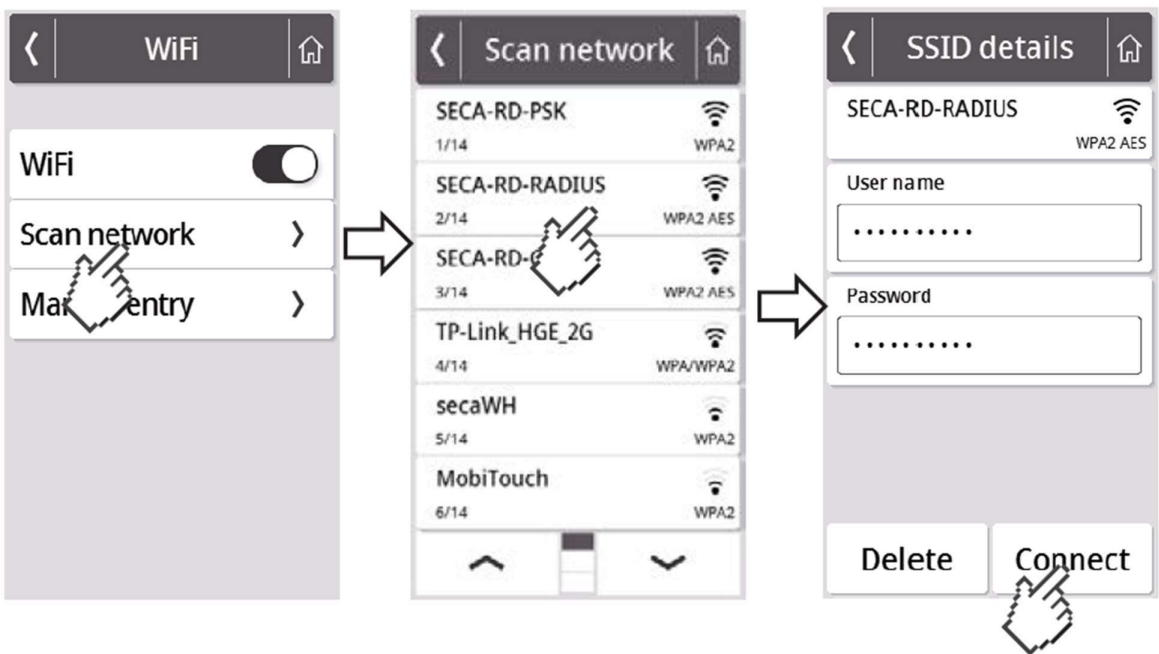 WiFi
WiFi
Scan network
Ma entry
Scan network
SECA-RD-PSK
1/14 WPA2
SECA-RD-RADIUS
2/14 WPA2 AES
SECA-RD-
3/14 WPA2 AES
TP-Link_HGE_2G
4/14 WPA/WPA2
secaWH
5/14 WPA2
MobiTouch
6/14 WPA2
SSID details
SECA-RD-RADIUS
WPA2 AES
User name
..........
Password
..........
Delete Connect